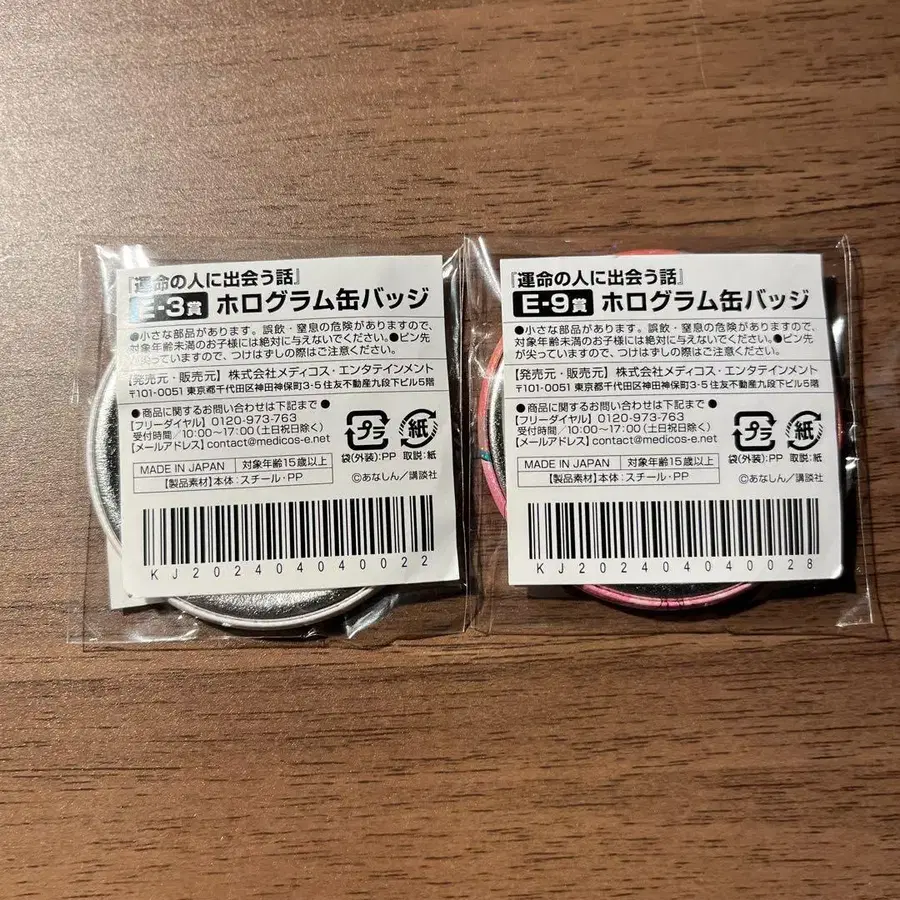 『運命の人に出会う話』
E-3賞 ホログラム缶バッジ
●小さな部品があります。誤飲・窒息の危険がありますので、
対象年齢未満のお子様には絶対に与えないでください。●ピン先
が尖っていますので、つけはずしの際はご注意ください。
【発売元・販売元】株式会社メディコス・エンタテインメント
〒101-0051 東京都千代田区神田神保町3-5 住友不動産九段下ビル5階
●商品に関するお問い合わせは下記まで●
【フリーダイヤル】0120-973-763
受付時間／10:00~17:00(土日祝日除く)
【メールアドレス】contact@medicos-e.net
プラ
袋(外装):PP
紙
取説:紙
MADE IN JAPAN 対象年齢15歳以上
【製品素材】本体:スチール・PP
©あなしん／講談社
KJ20240400022
『運命の人に出会う話』
E-9賞 ホログラム缶バッジ
●小さな部品があります。誤飲・窒息の危険がありますので、
対象年齢未満のお子様には絶対に与えないでください。●ピン先
が尖っていますので、つけはずしの際はご注意ください。
【発売元・販売元】株式会社メディコス・エンタテインメント
〒101-0051 東京都千代田区神田神保町3-5 住友不動産九段下ビル5階
●商品に関するお問い合わせは下記まで●
【フリーダイヤル】0120-973-763
受付時間／10:00~17:00(土日祝日除く)
【メールアドレス】contact@medicos-e.net
プラ
袋(外装):PP
紙
取説:紙
MADE IN JAPAN 対象年齢15歳以上
【製品素材】本体:スチール・PP
©あなしん／講談社
KJ20240400028